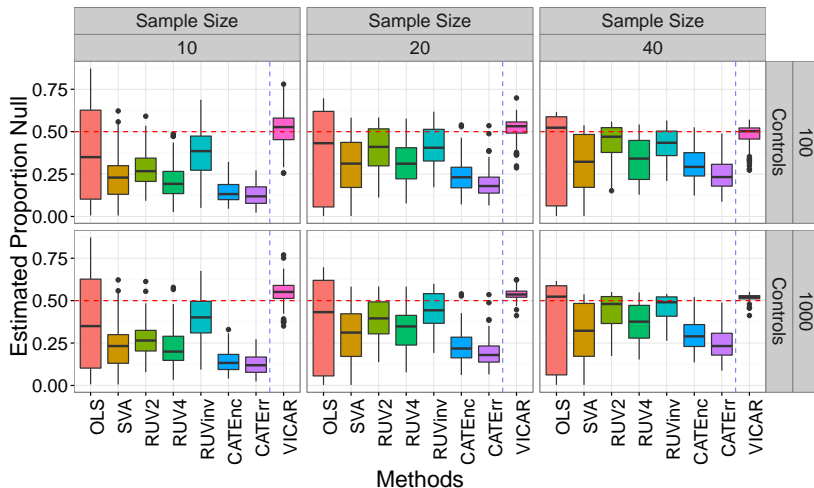 Sample Size
Sample Size
Sample Size
10
20
40
0.75
0.50
0.25
0.00
100
Controls
0.75
0.50
0.25
0.00
1000
Controls
Estimated Proportion Null
OLS
SVA
RUV2
RUV4
RUVinv
CATEnc
CATErr
VICAR
OLS
SVA
RUV2
RUV4
RUVinv
CATEnc
CATErr
VICAR
OLS
SVA
RUV2
RUV4
RUVinv
CATEnc
CATErr
VICAR
Methods